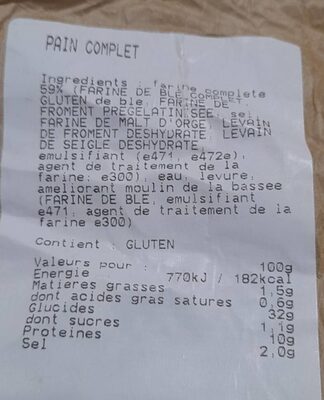 PAIN COMPLET
Ingredients : farine complete
59% (FARINE DE BLE COMPLETE
GLUTEN de ble, FARINE DE
FROMENT PREGELATINISEE, sel
FARINE DE MALT D'ORGE, LEVAIN
DE FROMENT DESHYDRATE, LEVAIN
DE SEIGLE DESHYDRATE,
emulsifiant (e471, e472e),
agent de traitement de la
farine: e300), eau, levure,
ameliorant moulin de la bassee
(FARINE DE BLE, emulsifiant
e471, agent de traitement de la
farine e300)
Contient : GLUTEN
Valeurs pour : 100g
Energie 770kJ / 182kcal
Matieres grasses 1,5g
dont acides gras satures 0,6g
Glucides 32g
dont sucres 1,1g
Proteines 10g
Sel 2,0g